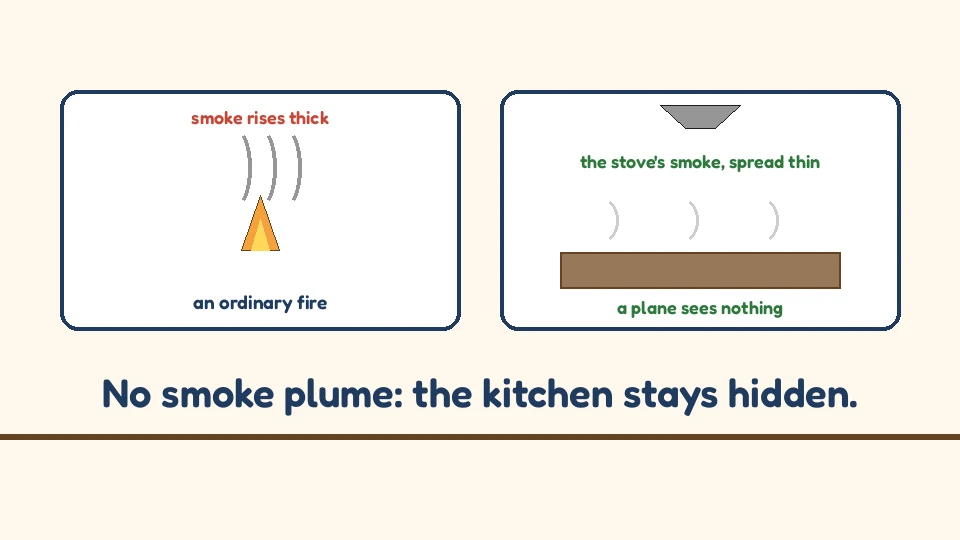 smoke rises thick
an ordinary fire
the stove's smoke, spread thin
a plane sees nothing
No smoke plume: the kitchen stays hidden.